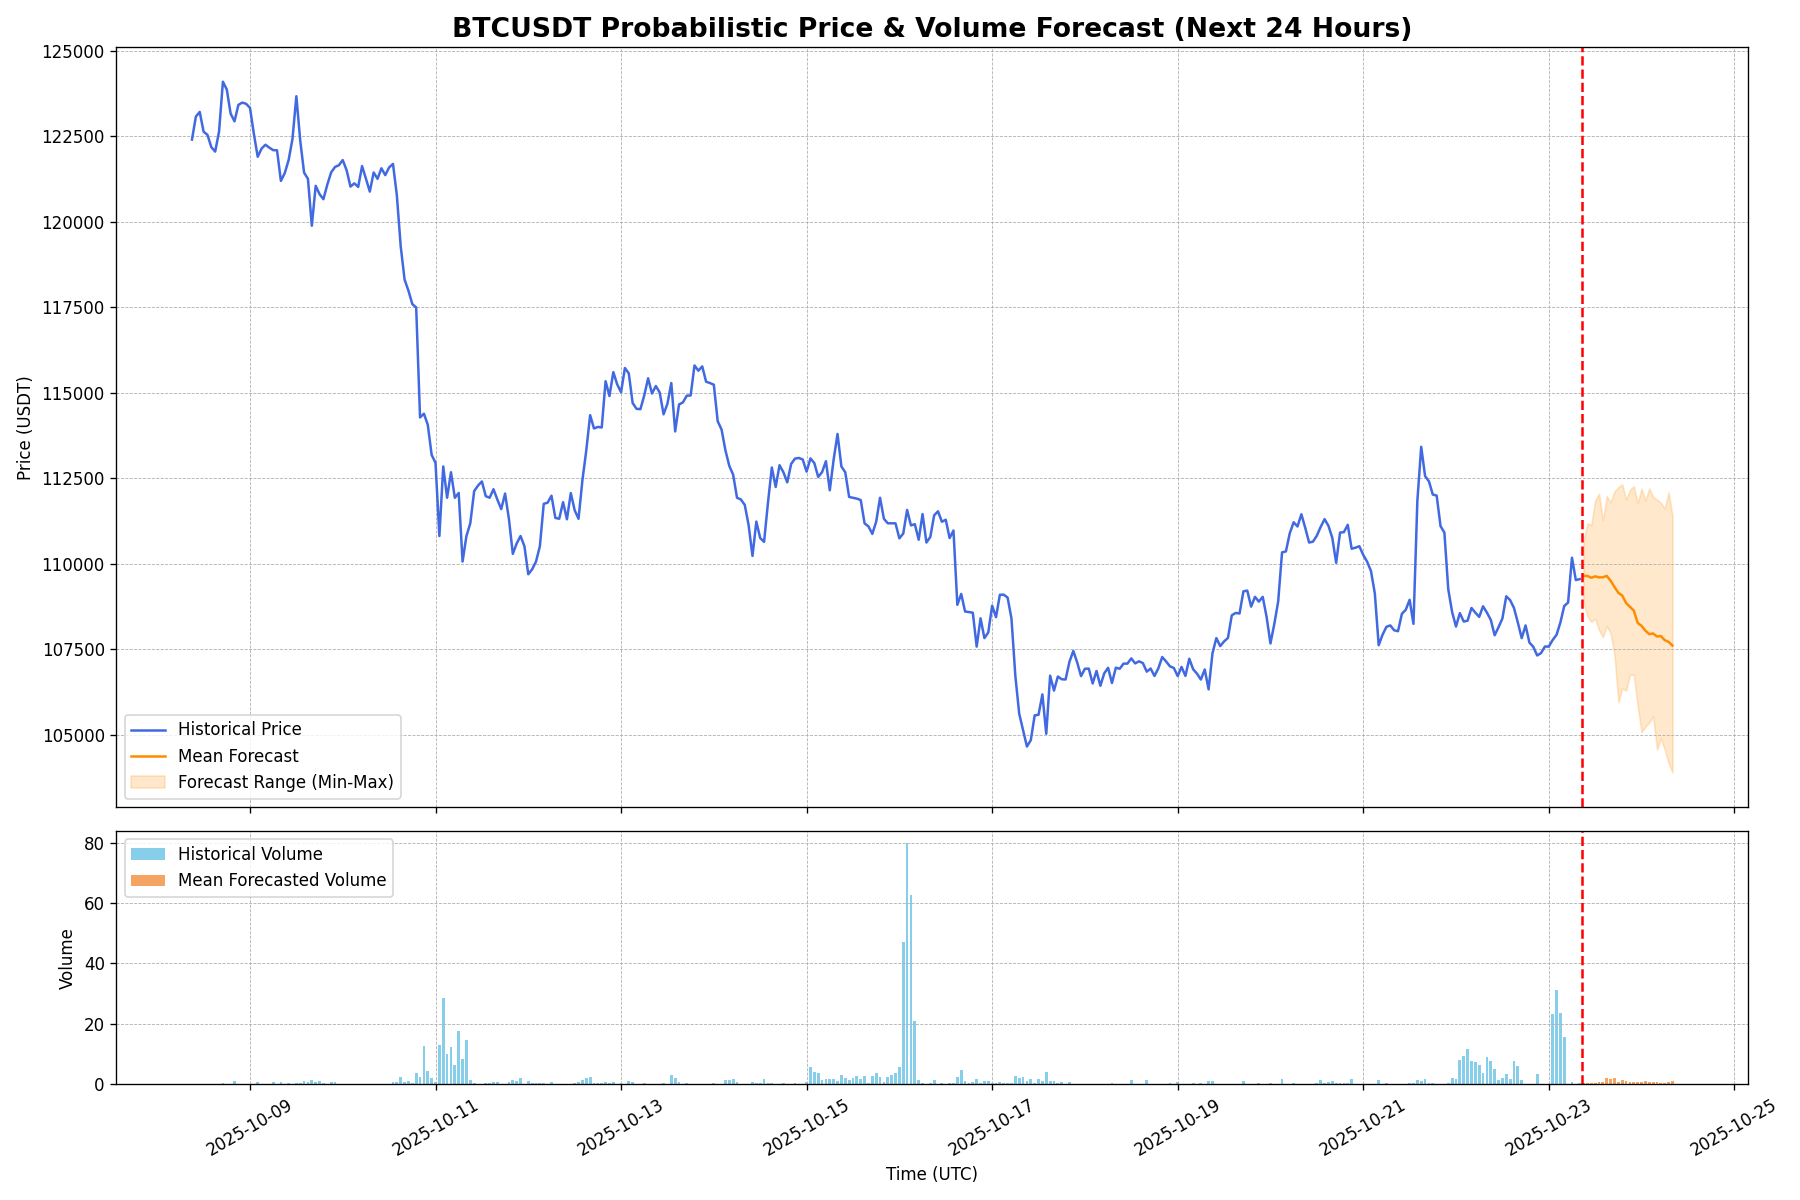 BTCUSDT Probabilistic Price & Volume Forecast (Next 24 Hours)
125000
122500
120000
117500
115000
112500
110000
107500
105000
Price (USDT)
Historical Price
Mean Forecast
Forecast Range (Min-Max)
80
60
40
20
0
Volume
Historical Volume
Mean Forecasted Volume
2025-10-09
2025-10-11
2025-10-13
2025-10-15
2025-10-17
2025-10-19
2025-10-21
2025-10-23
2025-10-25
Time (UTC)